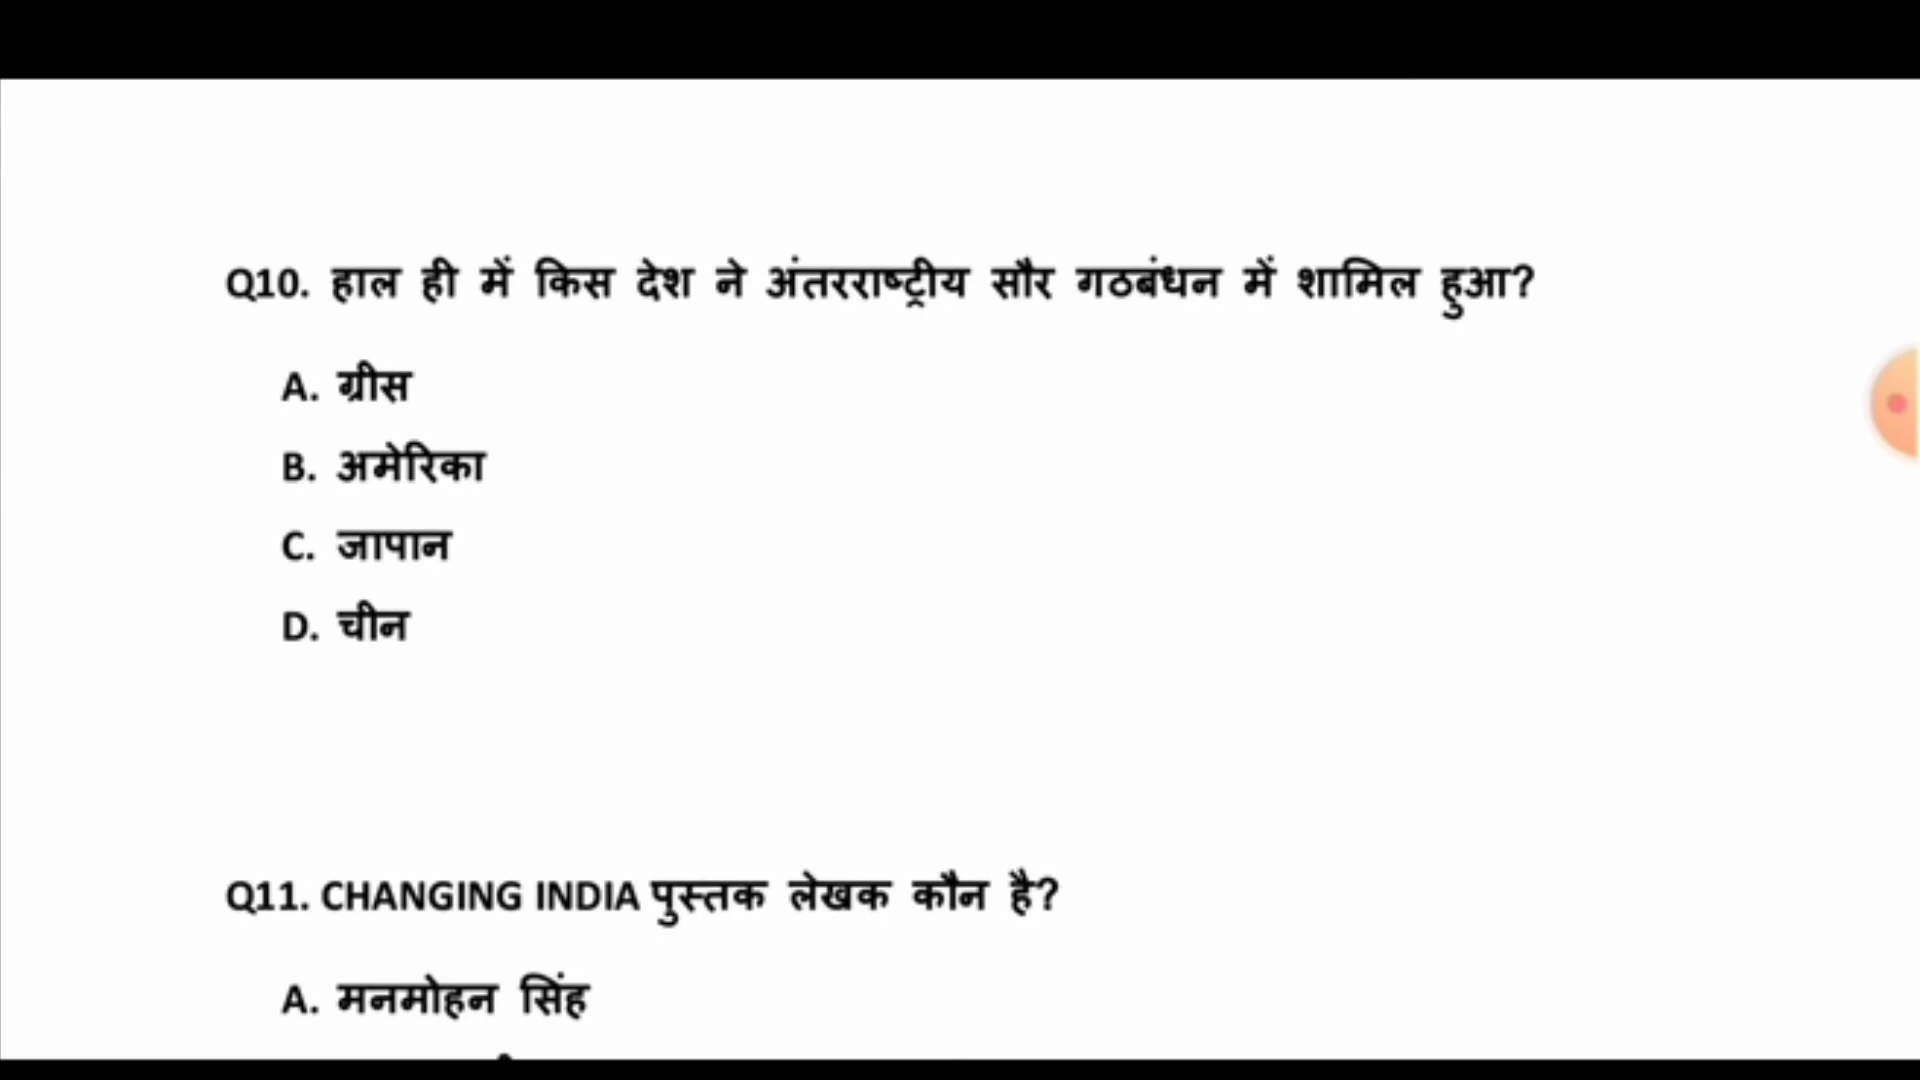 Q10. हाल ही में किस देश ने अंतरराष्ट्रीय सौर गठबंधन में शामिल हुआ?
A. ग्रीस
B. अमेरिका
C. जापान
D. चीन
Q11. CHANGING INDIA पुस्तक लेखक कौन है?
A. मनमोहन सिंह